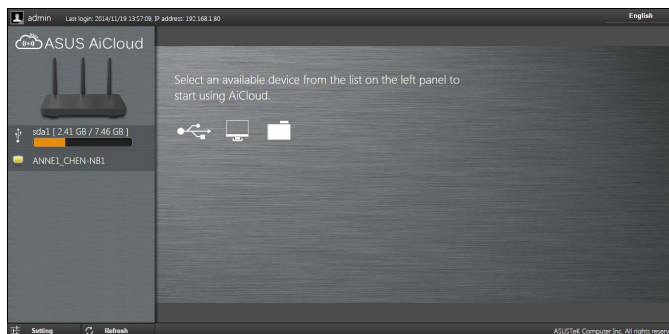 admin Last login: 2014/11/19 13:57:09, IP address: 192.168.1.80 English
ASUS AiCloud
Select an available device from the list on the left panel to
start using AiCloud.
sda1 [ 2.41 GB / 7.46 GB ]
ANNE1_CHEN-NB1
Setting Refresh ASUSTeK Computer Inc. All rights reserv